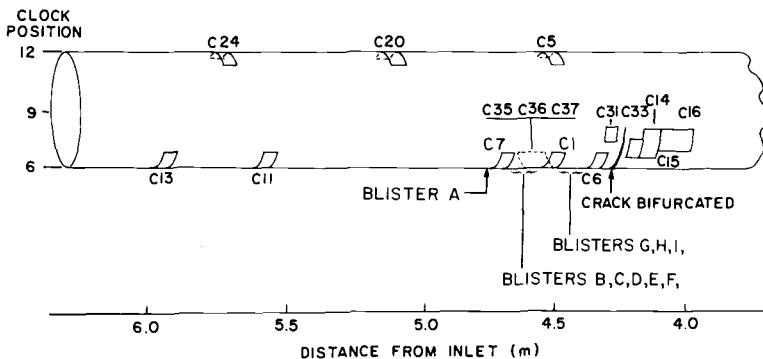 CLOCK
POSITION
12
9
6
C24
C20
C5
C35 C36 C37
C31 C33 C14 C16
C7
C1
C15
C6
C13
C11
BLISTER A
CRACK BIFURCATED
BLISTERS G,H,I,
BLISTERS B,C,D,E,F,
6.0 5.5 5.0 4.5 4.0
DISTANCE FROM INLET (m)